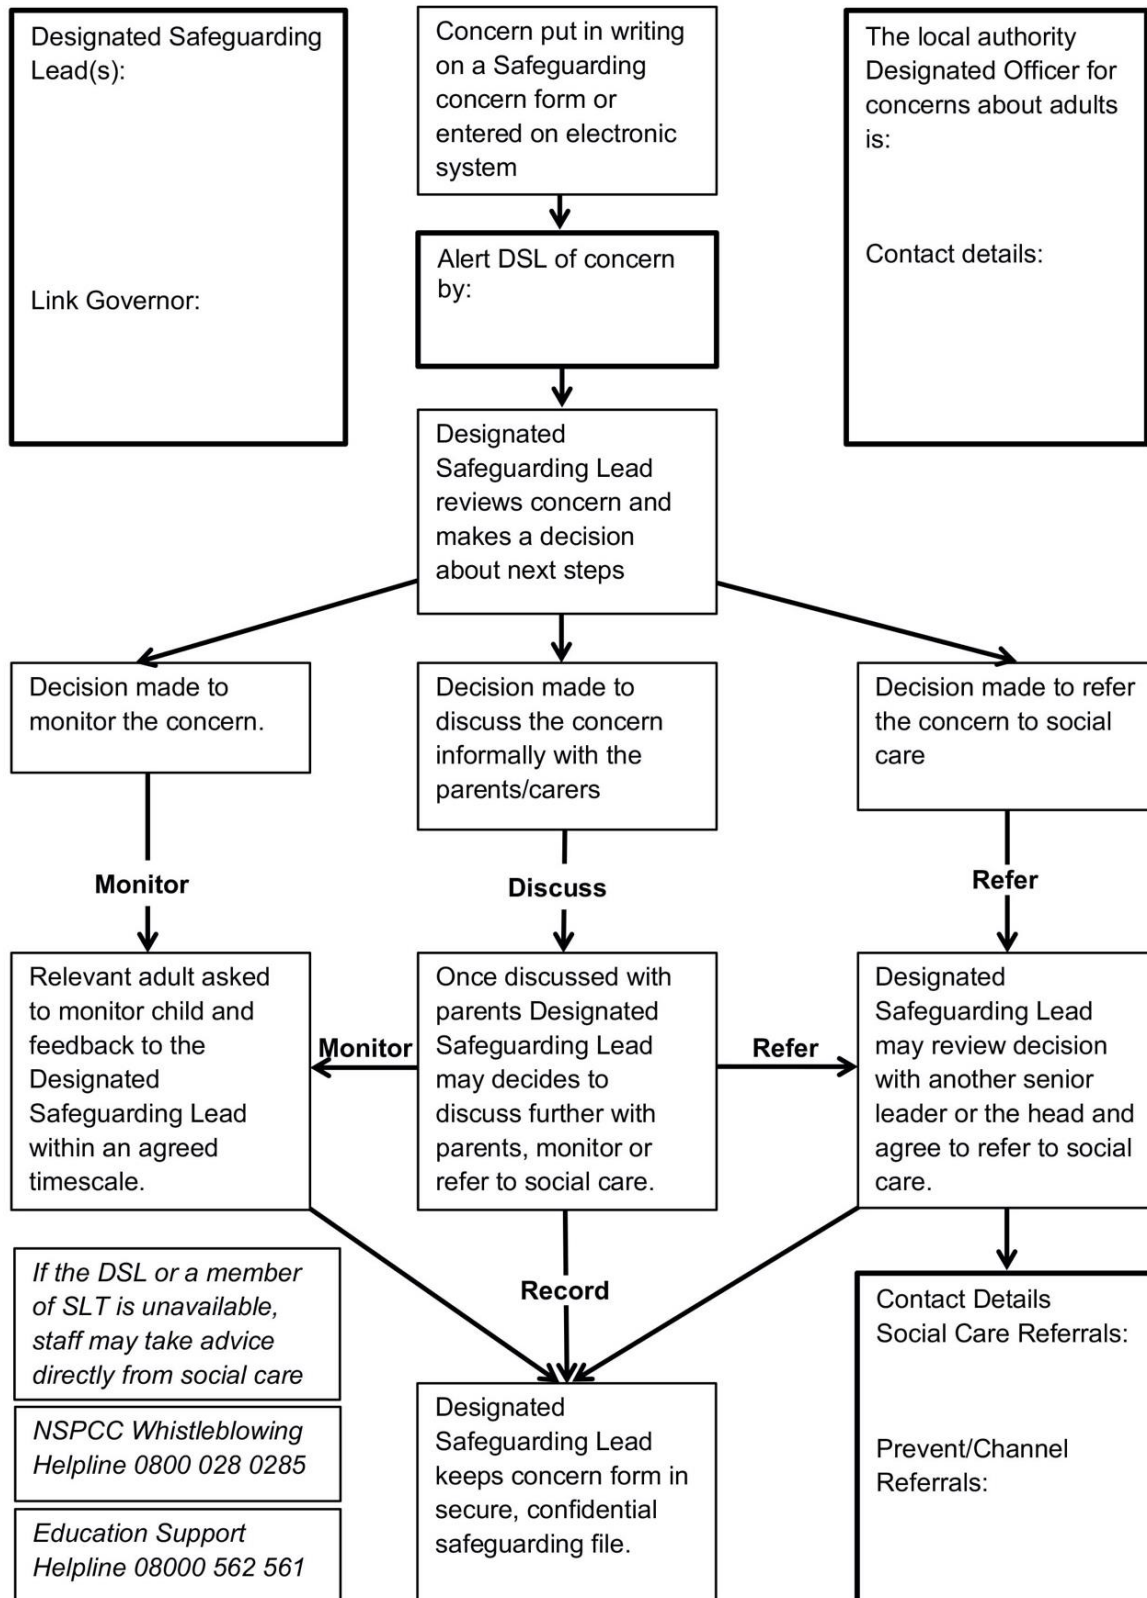 Designated Safeguarding
Lead(s):
Link Governor:
Concern put in writing
on a Safeguarding
concern form or
entered on electronic
system
The local authority
Designated Officer for
concerns about adults
is:
Contact details:
Alert DSL of concern
by:
Designated
Safeguarding Lead
reviews concern and
makes a decision
about next steps
Decision made to
monitor the concern.
Decision made to
discuss the concern
informally with the
parents/carers
Decision made to refer
the concern to social
care
Monitor
Discuss
Refer
Relevant adult asked
to monitor child and
feedback to the
Designated
Safeguarding Lead
within an agreed
timescale.
Monitor
Once discussed with
parents Designated
Safeguarding Lead
may decides to
discuss further with
parents, monitor or
refer to social care.
Refer
Designated
Safeguarding Lead
may review decision
with another senior
leader or the head and
agree to refer to social
care.
If the DSL or a member
of SLT is unavailable,
staff may take advice
directly from social care
NSPCC Whistleblowing
Helpline 0800 028 0285
Education Support
Helpline 08000 562 561
Record
Designated
Safeguarding Lead
keeps concern form in
secure, confidential
safeguarding file.
Contact Details
Social Care Referrals:
Prevent/Channel
Referrals: